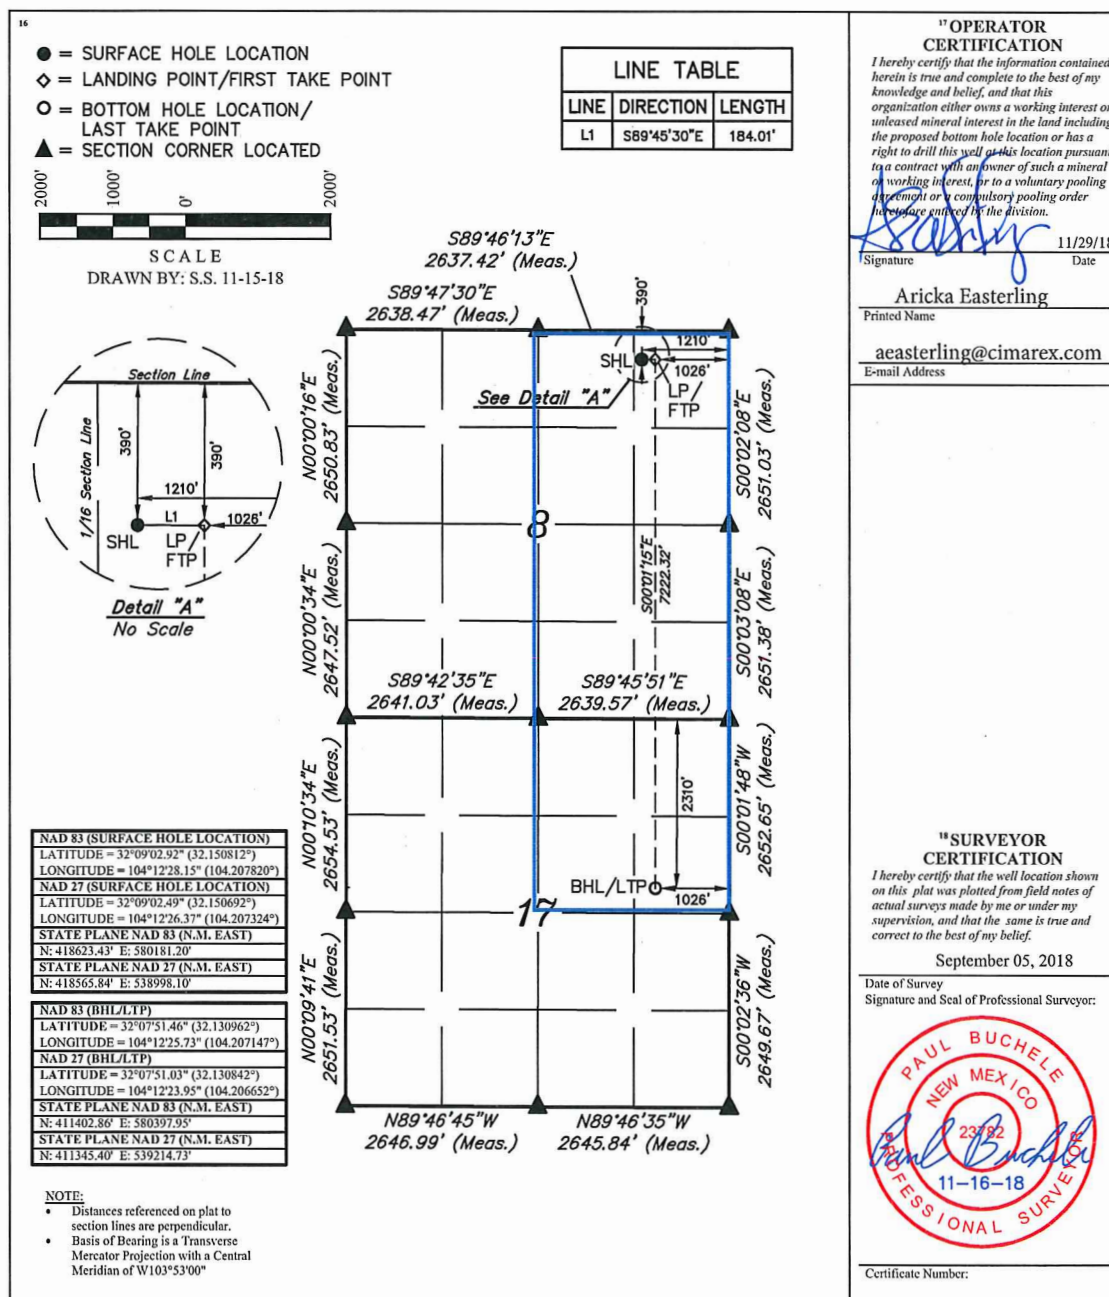 16
● = SURFACE HOLE LOCATION
◇ = LANDING POINT/FIRST TAKE POINT
○ = BOTTOM HOLE LOCATION/
LAST TAKE POINT
▲ = SECTION CORNER LOCATED
2000' 1000' 0' 2000'
SCALE
DRAWN BY: S.S. 11-15-18
LINE TABLE
LINE DIRECTION LENGTH
L1 S89°45'30"E 184.01'
Section Line
1/16 Section Line
390'
390'
1210'
L1
1026'
SHL
LP/
FTP
Detail "A"
No Scale
S89°46'13"E
2637.42' (Meas.)
S89°47'30"E
2638.47' (Meas.)
390'
1210'
SHL
1026'
LP/
FTP
See Detail "A"
N00°00'16"E
2650.83' (Meas.)
S00°02'08"E
2651.03' (Meas.)
8
S00°01'15"E
7222.32'
N00°00'34"E
2647.52' (Meas.)
S00°03'08"E
2651.38' (Meas.)
S89°42'35"E
2641.03' (Meas.)
S89°45'51"E
2639.57' (Meas.)
N00°10'34"E
2654.53' (Meas.)
2310'
S00°01'48"W
2652.65' (Meas.)
BHL/LTP
1026'
17
N00°09'41"E
2651.53' (Meas.)
S00°02'36"W
2649.67' (Meas.)
N89°46'45"W
2646.99' (Meas.)
N89°46'35"W
2645.84' (Meas.)
NAD 83 (SURFACE HOLE LOCATION)
LATITUDE = 32°09'02.92" (32.150812°)
LONGITUDE = 104°12'28.15" (104.207820°)
NAD 27 (SURFACE HOLE LOCATION)
LATITUDE = 32°09'02.49" (32.150692°)
LONGITUDE = 104°12'26.37" (104.207324°)
STATE PLANE NAD 83 (N.M. EAST)
N: 418623.43' E: 580181.20'
STATE PLANE NAD 27 (N.M. EAST)
N: 418565.84' E: 538998.10'
NAD 83 (BHL/LTP)
LATITUDE = 32°07'51.46" (32.130962°)
LONGITUDE = 104°12'25.73" (104.207147°)
NAD 27 (BHL/LTP)
LATITUDE = 32°07'51.03" (32.130842°)
LONGITUDE = 104°12'23.95" (104.206652°)
STATE PLANE NAD 83 (N.M. EAST)
N: 411402.86' E: 580397.95'
STATE PLANE NAD 27 (N.M. EAST)
N: 411345.40' E: 539214.73'
NOTE:
• Distances referenced on plat to
section lines are perpendicular.
• Basis of Bearing is a Transverse
Mercator Projection with a Central
Meridian of W103°53'00"
17 OPERATOR
CERTIFICATION
I hereby certify that the information contained
herein is true and complete to the best of my
knowledge and belief, and that this
organization either owns a working interest or
unleased mineral interest in the land including
the proposed bottom hole location or has a
right to drill this well at this location pursuant
to a contract with an owner of such a mineral
or working interest, or to a voluntary pooling
agreement or a compulsory pooling order
heretofore entered by the division.
11/29/18
Signature Date
Aricka Easterling
Printed Name
aeasterling@cimarex.com
E-mail Address
18 SURVEYOR
CERTIFICATION
I hereby certify that the well location shown
on this plat was plotted from field notes of
actual surveys made by me or under my
supervision, and that the same is true and
correct to the best of my belief.
September 05, 2018
Date of Survey
Signature and Seal of Professional Surveyor:
PAUL BUCHELE
NEW MEXICO
23782
Paul Buchele
11-16-18
PROFESSIONAL SURVEYOR
Certificate Number: